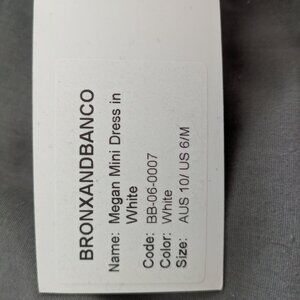 BRONXANDBANCO
Name: Megan Mini Dress in
White
Code: BB-06-0007
Color: White
Size: AUS 10/ US 6/M